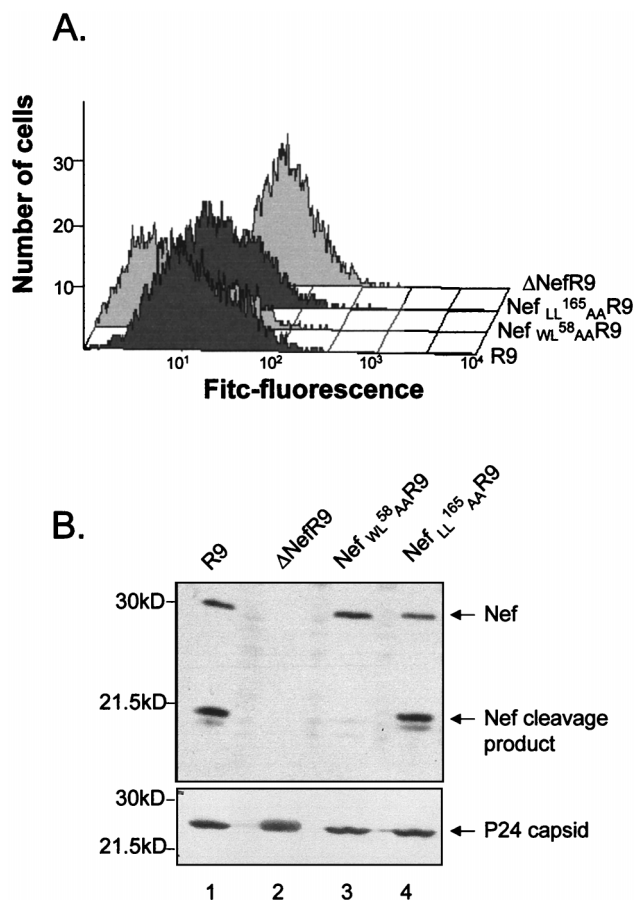 A.
Number of cells
30
20
10
ΔNefR9
Nef LL165AAR9
Nef WL58AAR9
R9
10¹ 10² 10³ 10⁴
Fitc-fluorescence
B.
R9 ΔNefR9 Nef WL58AAR9 Nef LL165AAR9
30kD
Nef
21.5kD
Nef cleavage
product
30kD
P24 capsid
21.5kD
1 2 3 4